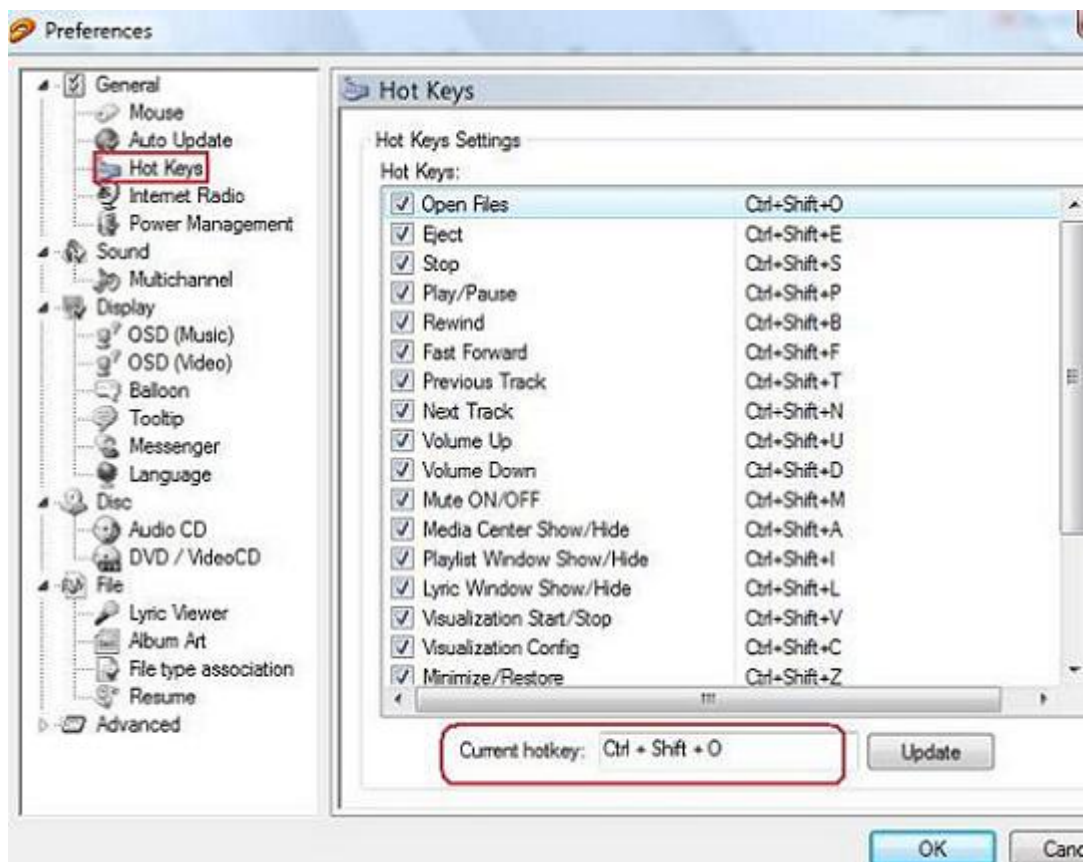 Preferences
General
Mouse
Auto Update
Hot Keys
Internet Radio
Power Management
Sound
Multichannel
Display
OSD (Music)
OSD (Video)
Balloon
Tooltip
Messenger
Language
Disc
Audio CD
DVD / VideoCD
File
Lyric Viewer
Album Art
File type association
Resume
Advanced
Hot Keys
Hot Keys Settings
Hot Keys:
Open Files Ctrl+Shift+O
Eject Ctrl+Shift+E
Stop Ctrl+Shift+S
Play/Pause Ctrl+Shift+P
Rewind Ctrl+Shift+B
Fast Forward Ctrl+Shift+F
Previous Track Ctrl+Shift+T
Next Track Ctrl+Shift+N
Volume Up Ctrl+Shift+U
Volume Down Ctrl+Shift+D
Mute ON/OFF Ctrl+Shift+M
Media Center Show/Hide Ctrl+Shift+A
Playlist Window Show/Hide Ctrl+Shift+I
Lyric Window Show/Hide Ctrl+Shift+L
Visualization Start/Stop Ctrl+Shift+V
Visualization Config Ctrl+Shift+C
Minimize/Restore Ctrl+Shift+Z
Current hotkey: Ctrl + Shift + O
Update
OK Canc